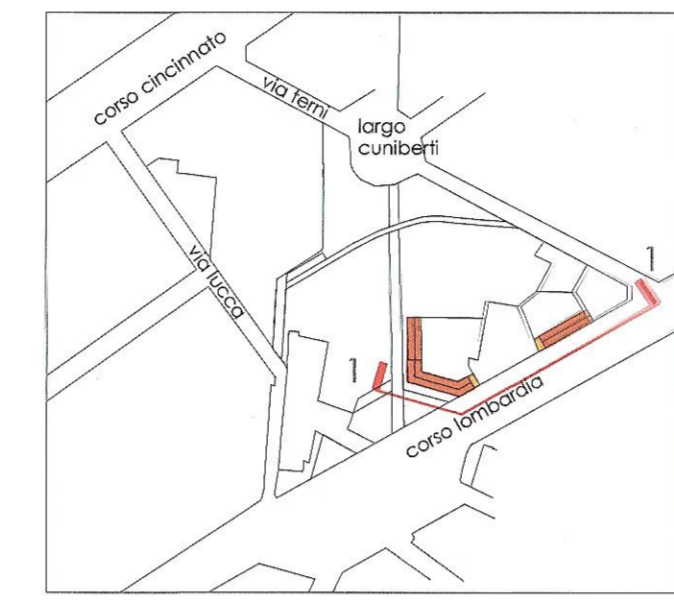 corso cincinnato
via terni
largo
cuniberti
via lucca
1
1
corso lombardia